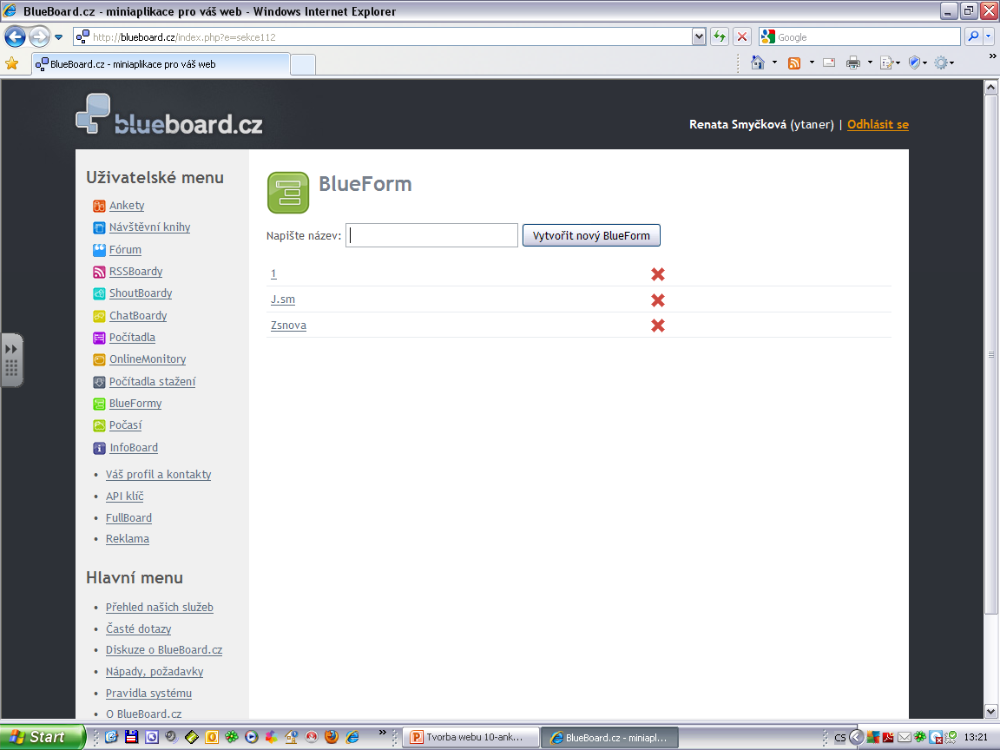 BlueBoard.cz - miniaplikace pro váš web - Windows Internet Explorer
http://blueboard.cz/index.php?e=sekce112
Google
BlueBoard.cz - miniaplikace pro váš web
blueboard.cz
Renata Smyčková (ytaner) | Odhlásit se
Uživatelské menu
Ankety
Návštěvní knihy
Fórum
RSSBoardy
ShoutBoardy
ChatBoardy
Počítadla
OnlineMonitory
Počítadla stažení
BlueFormy
Počasí
InfoBoard
• Váš profil a kontakty
• API klíč
• FullBoard
• Reklama
Hlavní menu
• Přehled našich služeb
• Časté dotazy
• Diskuze o BlueBoard.cz
• Nápady, požadavky
• Pravidla systému
• O BlueBoard.cz
BlueForm
Napište název:
Vytvořit nový BlueForm
1
J.sm
Zsnova
Start
Tvorba webu 10-ank...
BlueBoard.cz - miniapl...
CS
13:21